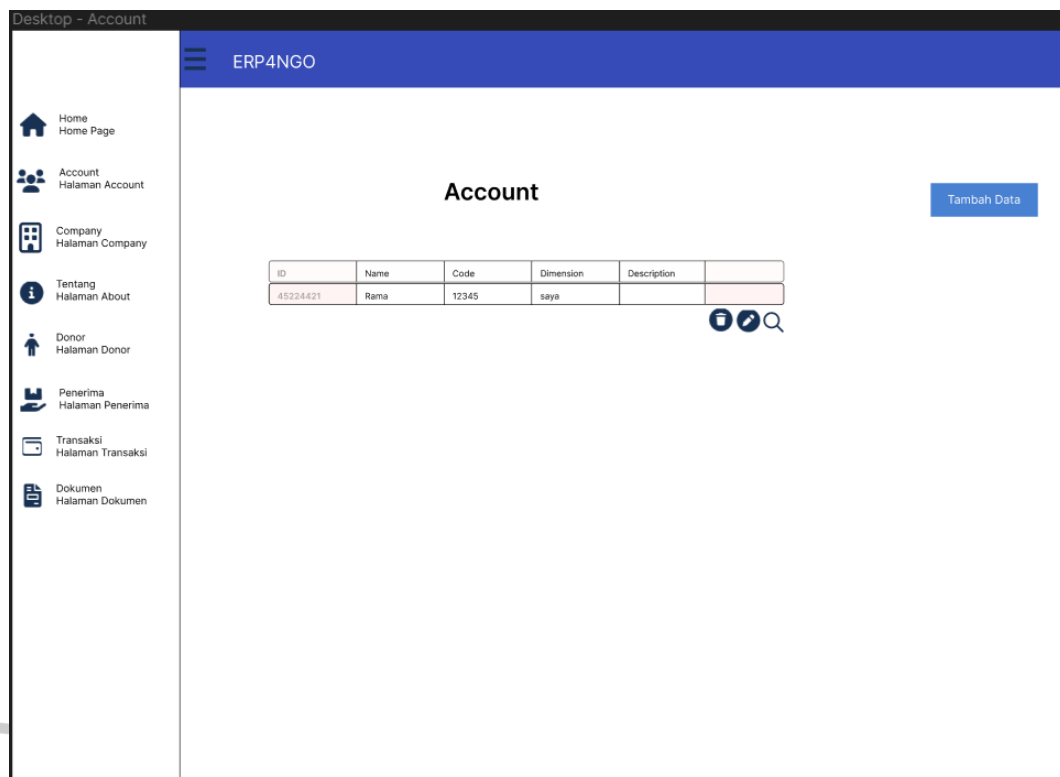 Desktop - Account
ERP4NGO
Home
Home Page
Account
Halaman Account
Company
Halaman Company
Tentang
Halaman About
Donor
Halaman Donor
Penerima
Halaman Penerima
Transaksi
Halaman Transaksi
Dokumen
Halaman Dokumen
Account
Tambah Data
ID Name Code Dimension Description
45224421 Rama 12345 saya